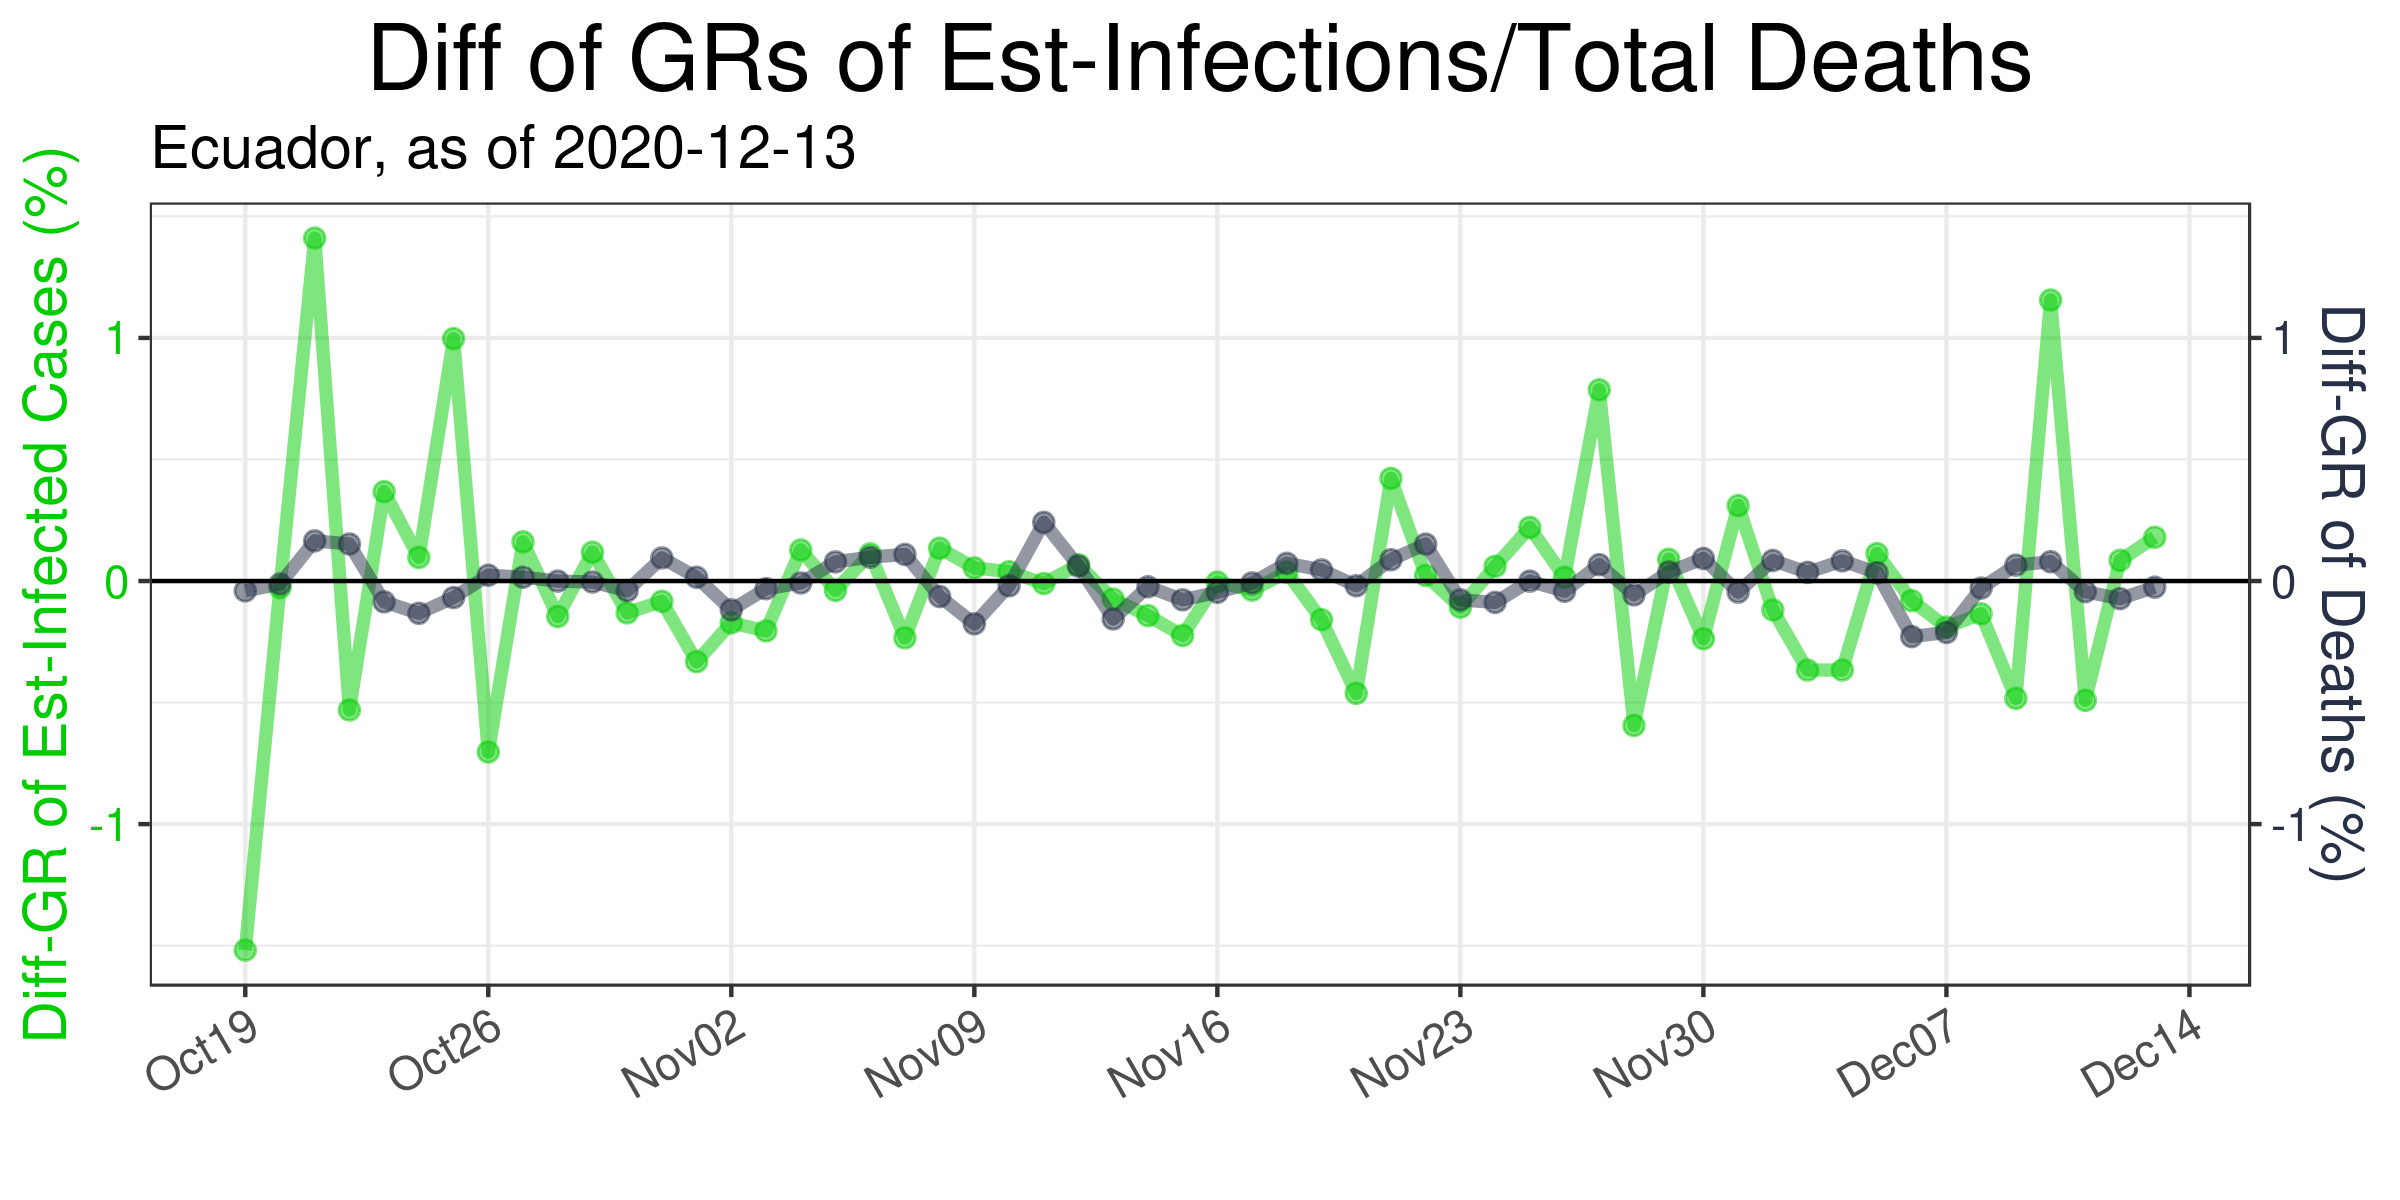 Diff of GRs of Est-Infections/Total Deaths
Ecuador, as of 2020-12-13
Diff-GR of Est-Infected Cases (%)
1
0
-1
1
0
-1
Diff-GR of Deaths (%)
Oct19
Oct26
Nov02
Nov09
Nov16
Nov23
Nov30
Dec07
Dec14